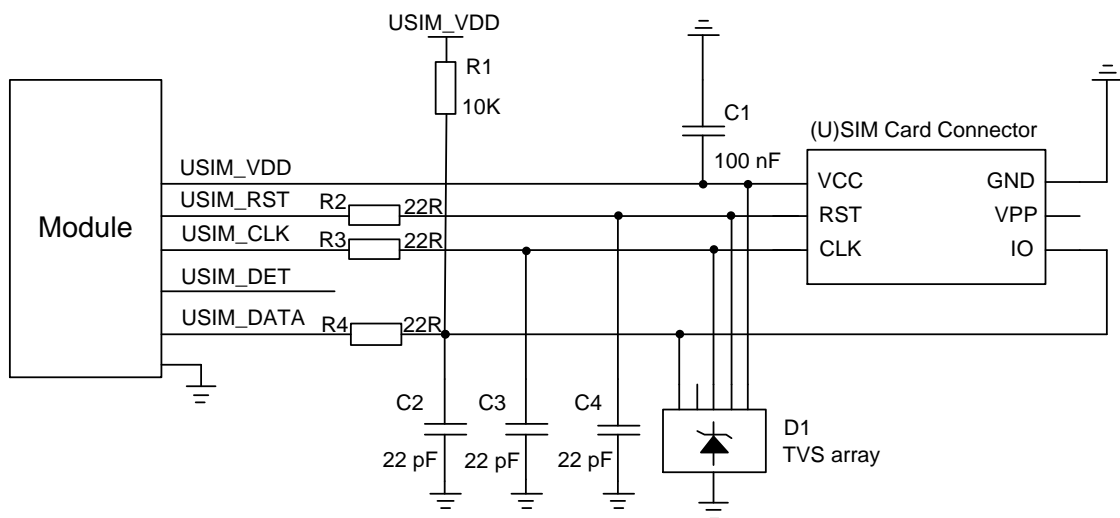 USIM_VDD
R1
10K
C1
100 nF
(U)SIM Card Connector
Module
USIM_VDD
USIM_RST
R2
22R
USIM_CLK
R3
22R
USIM_DET
USIM_DATA
R4
22R
VCC
GND
RST
VPP
CLK
IO
C2
22 pF
C3
22 pF
C4
22 pF
D1
TVS array